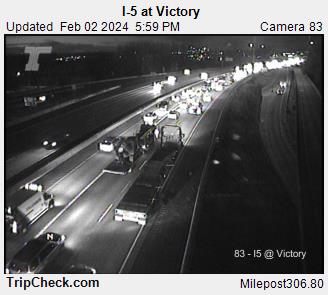 I-5 at Victory
Updated  Feb 02 2024  5:59 PM
Camera 83
T
N
83 - I5 @ Victory
TripCheck.com
Milepost306.80